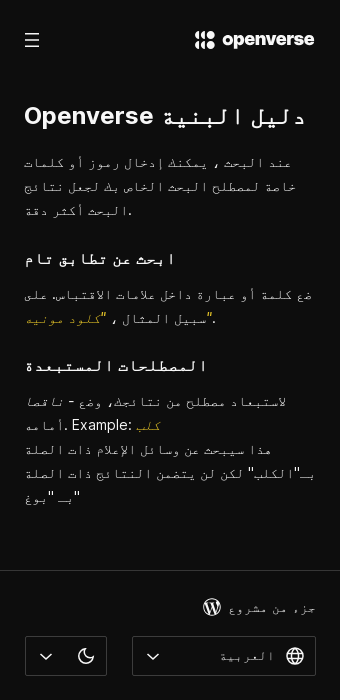 openverse
دليل البنية Openverse
عند البحث ، يمكنك إدخال رموز أو كلمات
خاصة لمصطلح البحث الخاص بك لجعل نتائج
البحث أكثر دقة.
ابحث عن تطابق تام
ضع كلمة أو عبارة داخل علامات الاقتباس. على
سبيل المثال ، "كلود مونيه".
المصطلحات المستبعدة
لاستبعاد مصطلح من نتائجك، وضع - ناقصا
أمامه. Example: كلب
هذا سيبحث عن وسائل الإعلام ذات الصلة
بـ"الكلب" لكن لن يتضمن النتائج ذات الصلة
بـ "بوغ"
جزء من مشروع
العربية